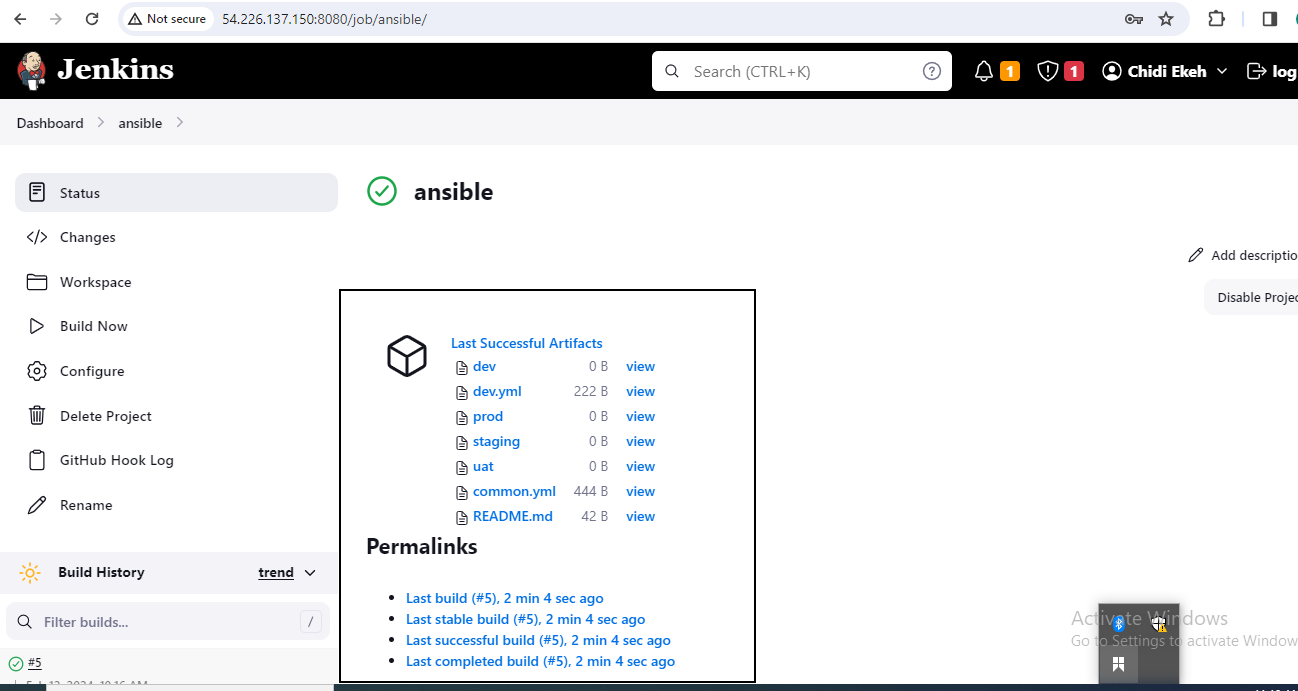 Not secure 54.226.137.150:8080/job/ansible/
Jenkins
Search (CTRL+K)
?
1
1
Chidi Ekeh
log
Dashboard
ansible
Status
ansible
Changes
Add descriptio
Workspace
Disable Projec
Build Now
Configure
Delete Project
GitHub Hook Log
Rename
Last Successful Artifacts
dev 0 B view
dev.yml 222 B view
prod 0 B view
staging 0 B view
uat 0 B view
common.yml 444 B view
README.md 42 B view
Permalinks
Last build (#5), 2 min 4 sec ago
Last stable build (#5), 2 min 4 sec ago
Last successful build (#5), 2 min 4 sec ago
Last completed build (#5), 2 min 4 sec ago
Build History trend
Filter builds... /
#5
Activate Windows
Go to Settings to activate Window